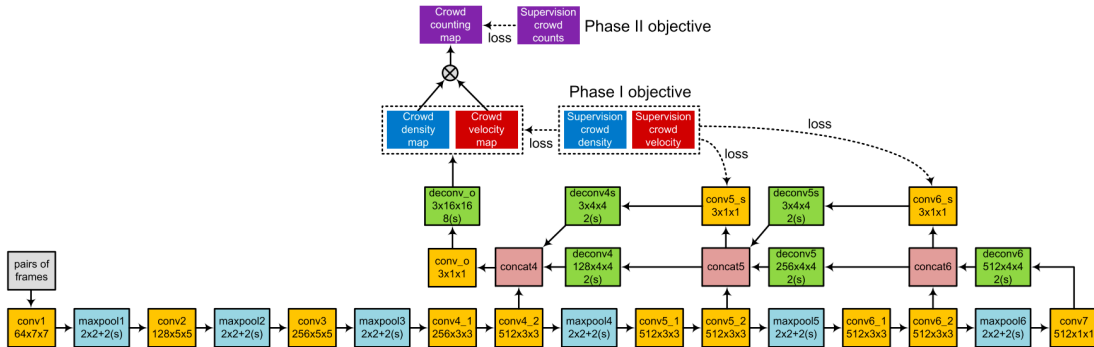 Crowd
counting
map
Supervision
crowd
counts
loss
Phase II objective
Phase I objective
Crowd
density
map
Crowd
velocity
map
loss
Supervision
crowd
density
Supervision
crowd
velocity
loss
loss
deconv_o
3x16x16
8(s)
deconv4s
3x4x4
2(s)
conv5_s
3x1x1
deconv5s
3x4x4
2(s)
conv6_s
3x1x1
pairs of
frames
conv_o
3x1x1
concat4
deconv4
128x4x4
2(s)
concat5
deconv5
256x4x4
2(s)
concat6
deconv6
512x4x4
2(s)
conv1
64x7x7
maxpool1
2x2+2(s)
conv2
128x5x5
maxpool2
2x2+2(s)
conv3
256x5x5
maxpool3
2x2+2(s)
conv4_1
256x3x3
conv4_2
512x3x3
maxpool4
2x2+2(s)
conv5_1
512x3x3
conv5_2
512x3x3
maxpool5
2x2+2(s)
conv6_1
512x3x3
conv6_2
512x3x3
maxpool6
2x2+2(s)
conv7
512x1x1